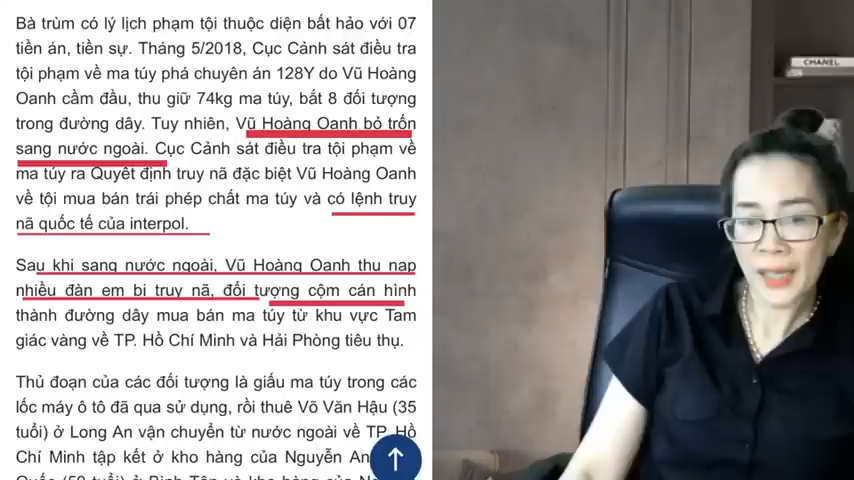 Bà trùm có lý lịch phạm tội thuộc diện bất hảo với 07
tiền án, tiền sự. Tháng 5/2018, Cục Cảnh sát điều tra
tội phạm về ma túy phá chuyên án 128Y do Vũ Hoàng
Oanh cầm đầu, thu giữ 74kg ma túy, bắt 8 đối tượng
trong đường dây. Tuy nhiên, Vũ Hoàng Oanh bỏ trốn
sang nước ngoài. Cục Cảnh sát điều tra tội phạm về
ma túy ra Quyết định truy nã đặc biệt Vũ Hoàng Oanh
về tội mua bán trái phép chất ma túy và có lệnh truy
nã quốc tế của interpol.
Sau khi sang nước ngoài, Vũ Hoàng Oanh thu nạp
nhiều đàn em bị truy nã, đối tượng cộm cán hình
thành đường dây mua bán ma túy từ khu vực Tam
giác vàng về TP. Hồ Chí Minh và Hải Phòng tiêu thụ.
Thủ đoạn của các đối tượng là giấu ma túy trong các
lốc máy ô tô đã qua sử dụng, rồi thuê Võ Văn Hậu (35
tuổi) ở Long An vận chuyển từ nước ngoài về TP. Hồ
Chí Minh tập kết ở kho hàng của Nguyễn
Quốc (50 tuổi) ở Bình Tân và kho hàng của
CHANEL